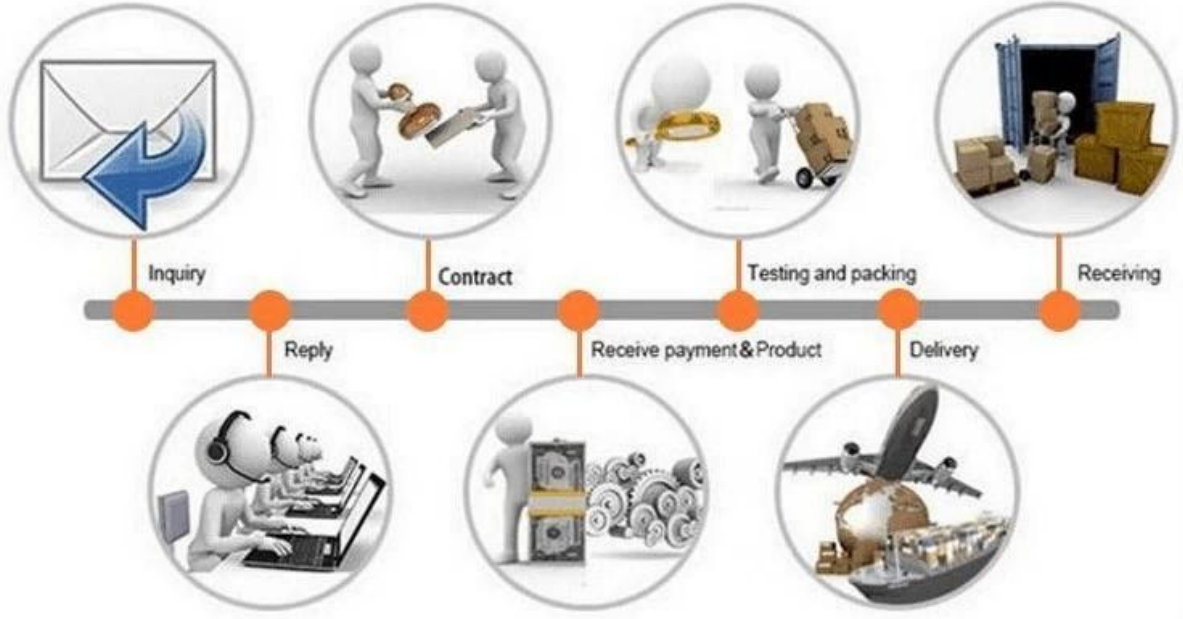 Inquiry
Contract
Testing and packing
Receiving
Reply
Receive payment & Product
Delivery